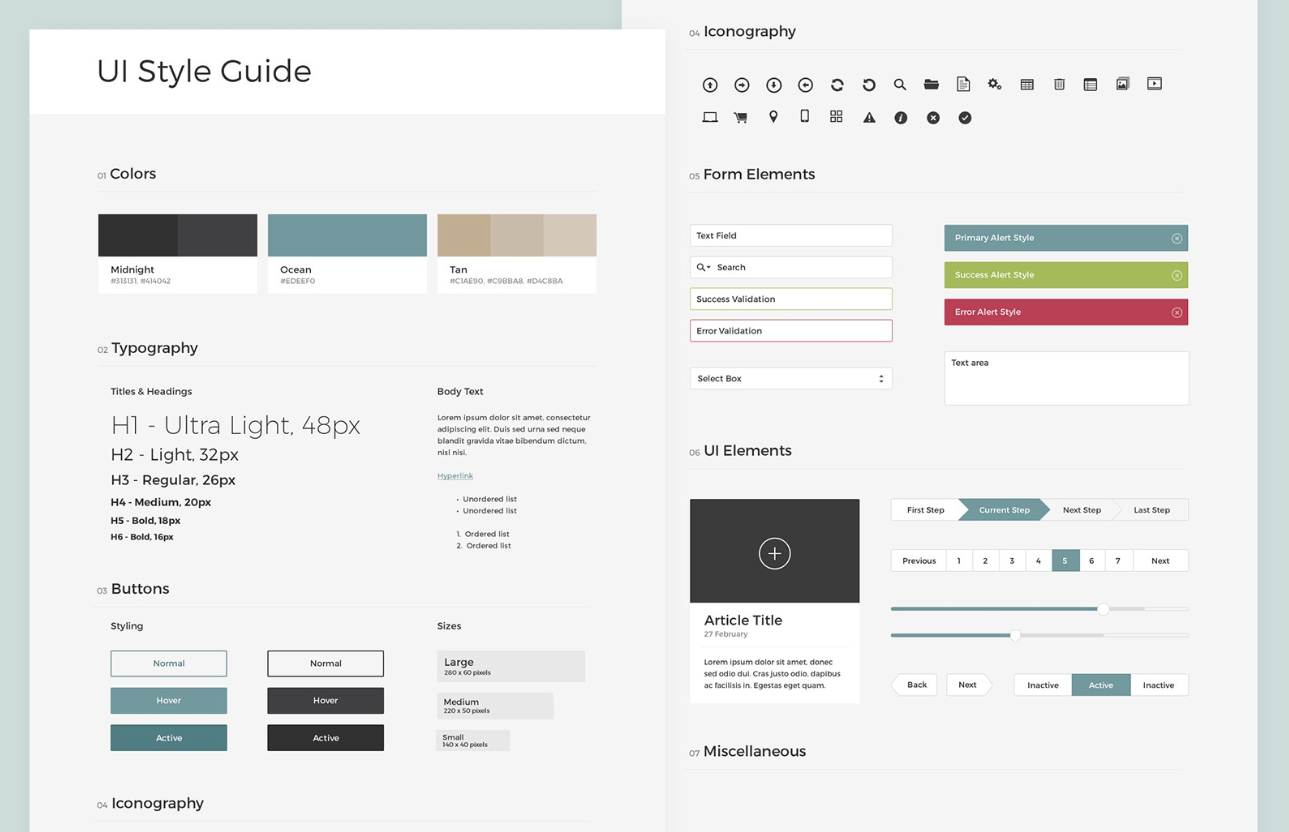 UI Style Guide
01 Colors
Midnight
#313131, #414042
Ocean
#EDEEF0
Tan
#C1AE90, #C9BBA8, #D4C8BA
02 Typography
Titles & Headings
H1 - Ultra Light, 48px
H2 - Light, 32px
H3 - Regular, 26px
H4 - Medium, 20px
H5 - Bold, 18px
H6 - Bold, 16px
Body Text
Lorem ipsum dolor sit amet, consectetur
adipiscing elit. Duis sed urna sed neque
blandit gravida vitae bibendum dictum,
nisl nisi.
Hyperlink
• Unordered list
• Unordered list
1. Ordered list
2. Ordered list
03 Buttons
Styling
Normal
Hover
Active
Normal
Hover
Active
Sizes
Large
280 x 60 pixels
Medium
220 x 50 pixels
Small
140 x 40 pixels
04 Iconography
04 Iconography
05 Form Elements
Text Field
Search
Success Validation
Error Validation
Select Box
Primary Alert Style
Success Alert Style
Error Alert Style
Text area
06 UI Elements
Article Title
27 February
Lorem ipsum dolor sit amet, donec
sed odio dui. Cras justo odio, dapibus
ac facilisis in. Egestas eget quam.
First Step Current Step Next Step Last Step
Previous 1 2 3 4 5 6 7 Next
Back Next Inactive Active Inactive
07 Miscellaneous